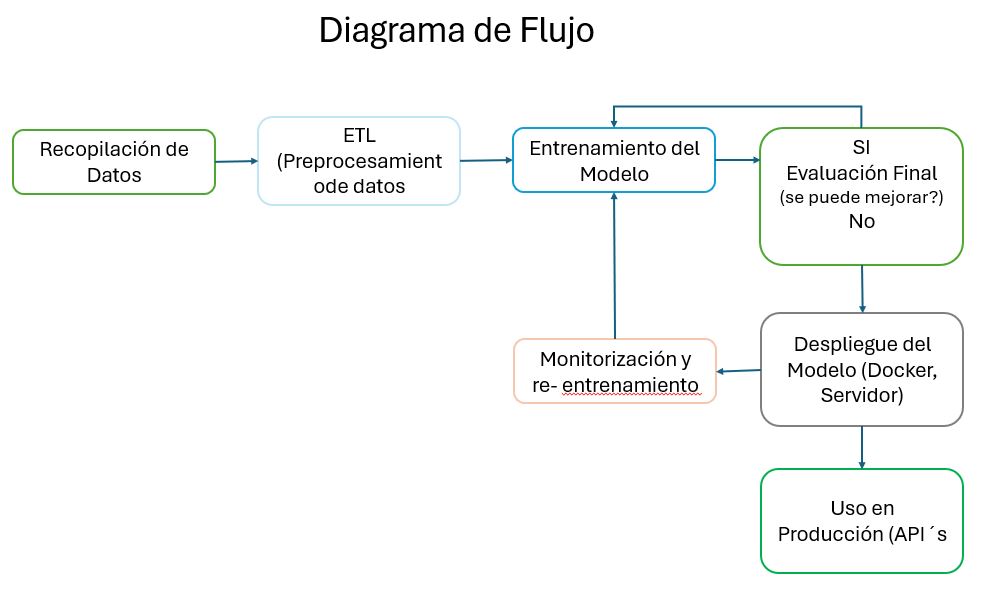 Diagrama de Flujo
Recopilación de
Datos
ETL
(Preprocesamient
ode datos
Entrenamiento del
Modelo
SI
Evaluación Final
(se puede mejorar?)
No
Monitorización y
re- entrenamiento
Despliegue del
Modelo (Docker,
Servidor)
Uso en
Producción (API´s